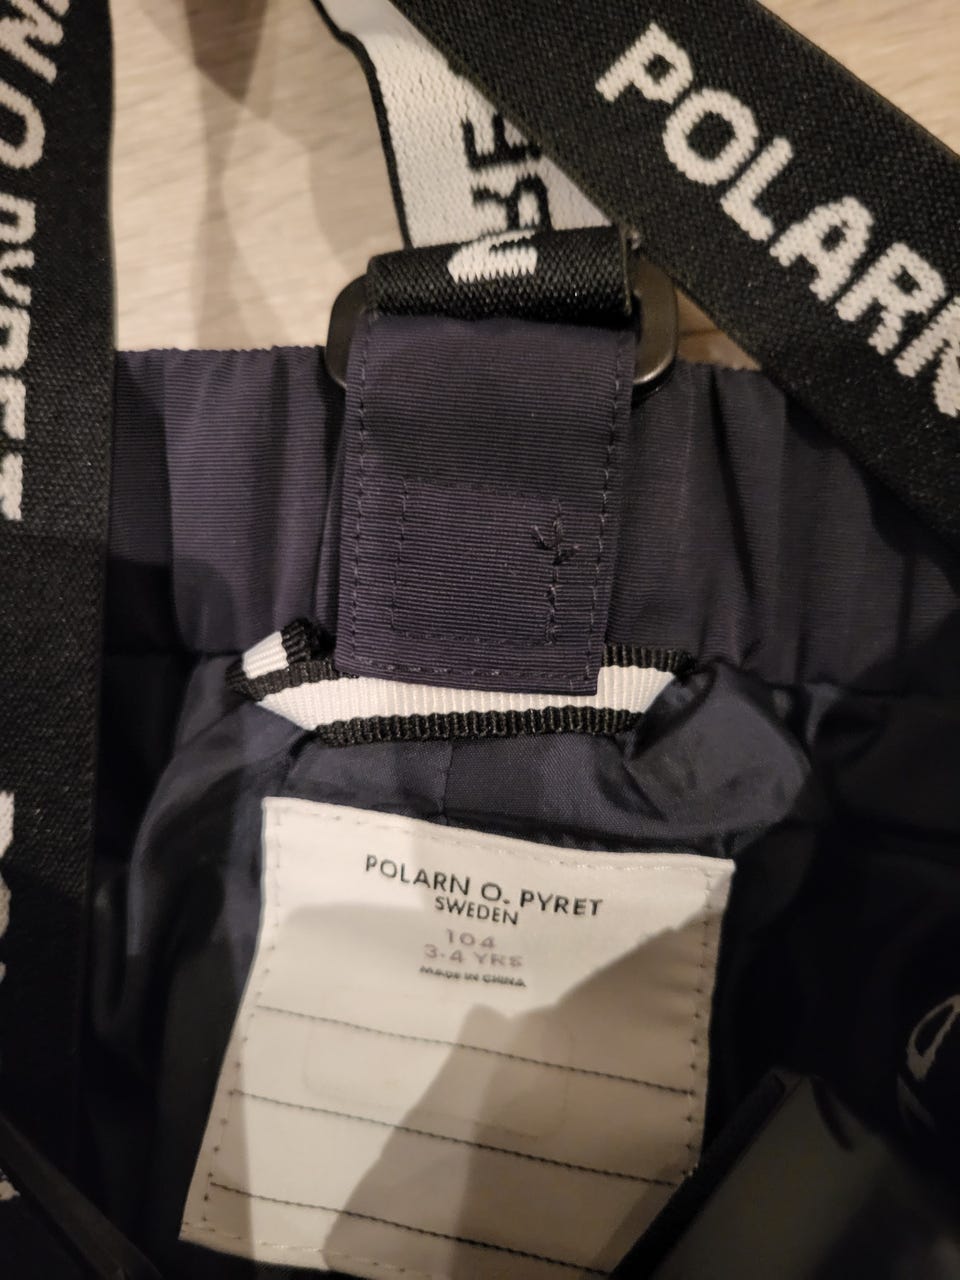 POLARN
POLARN O. PYRET
SWEDEN
104
3-4 YRS
MADE IN CHINA